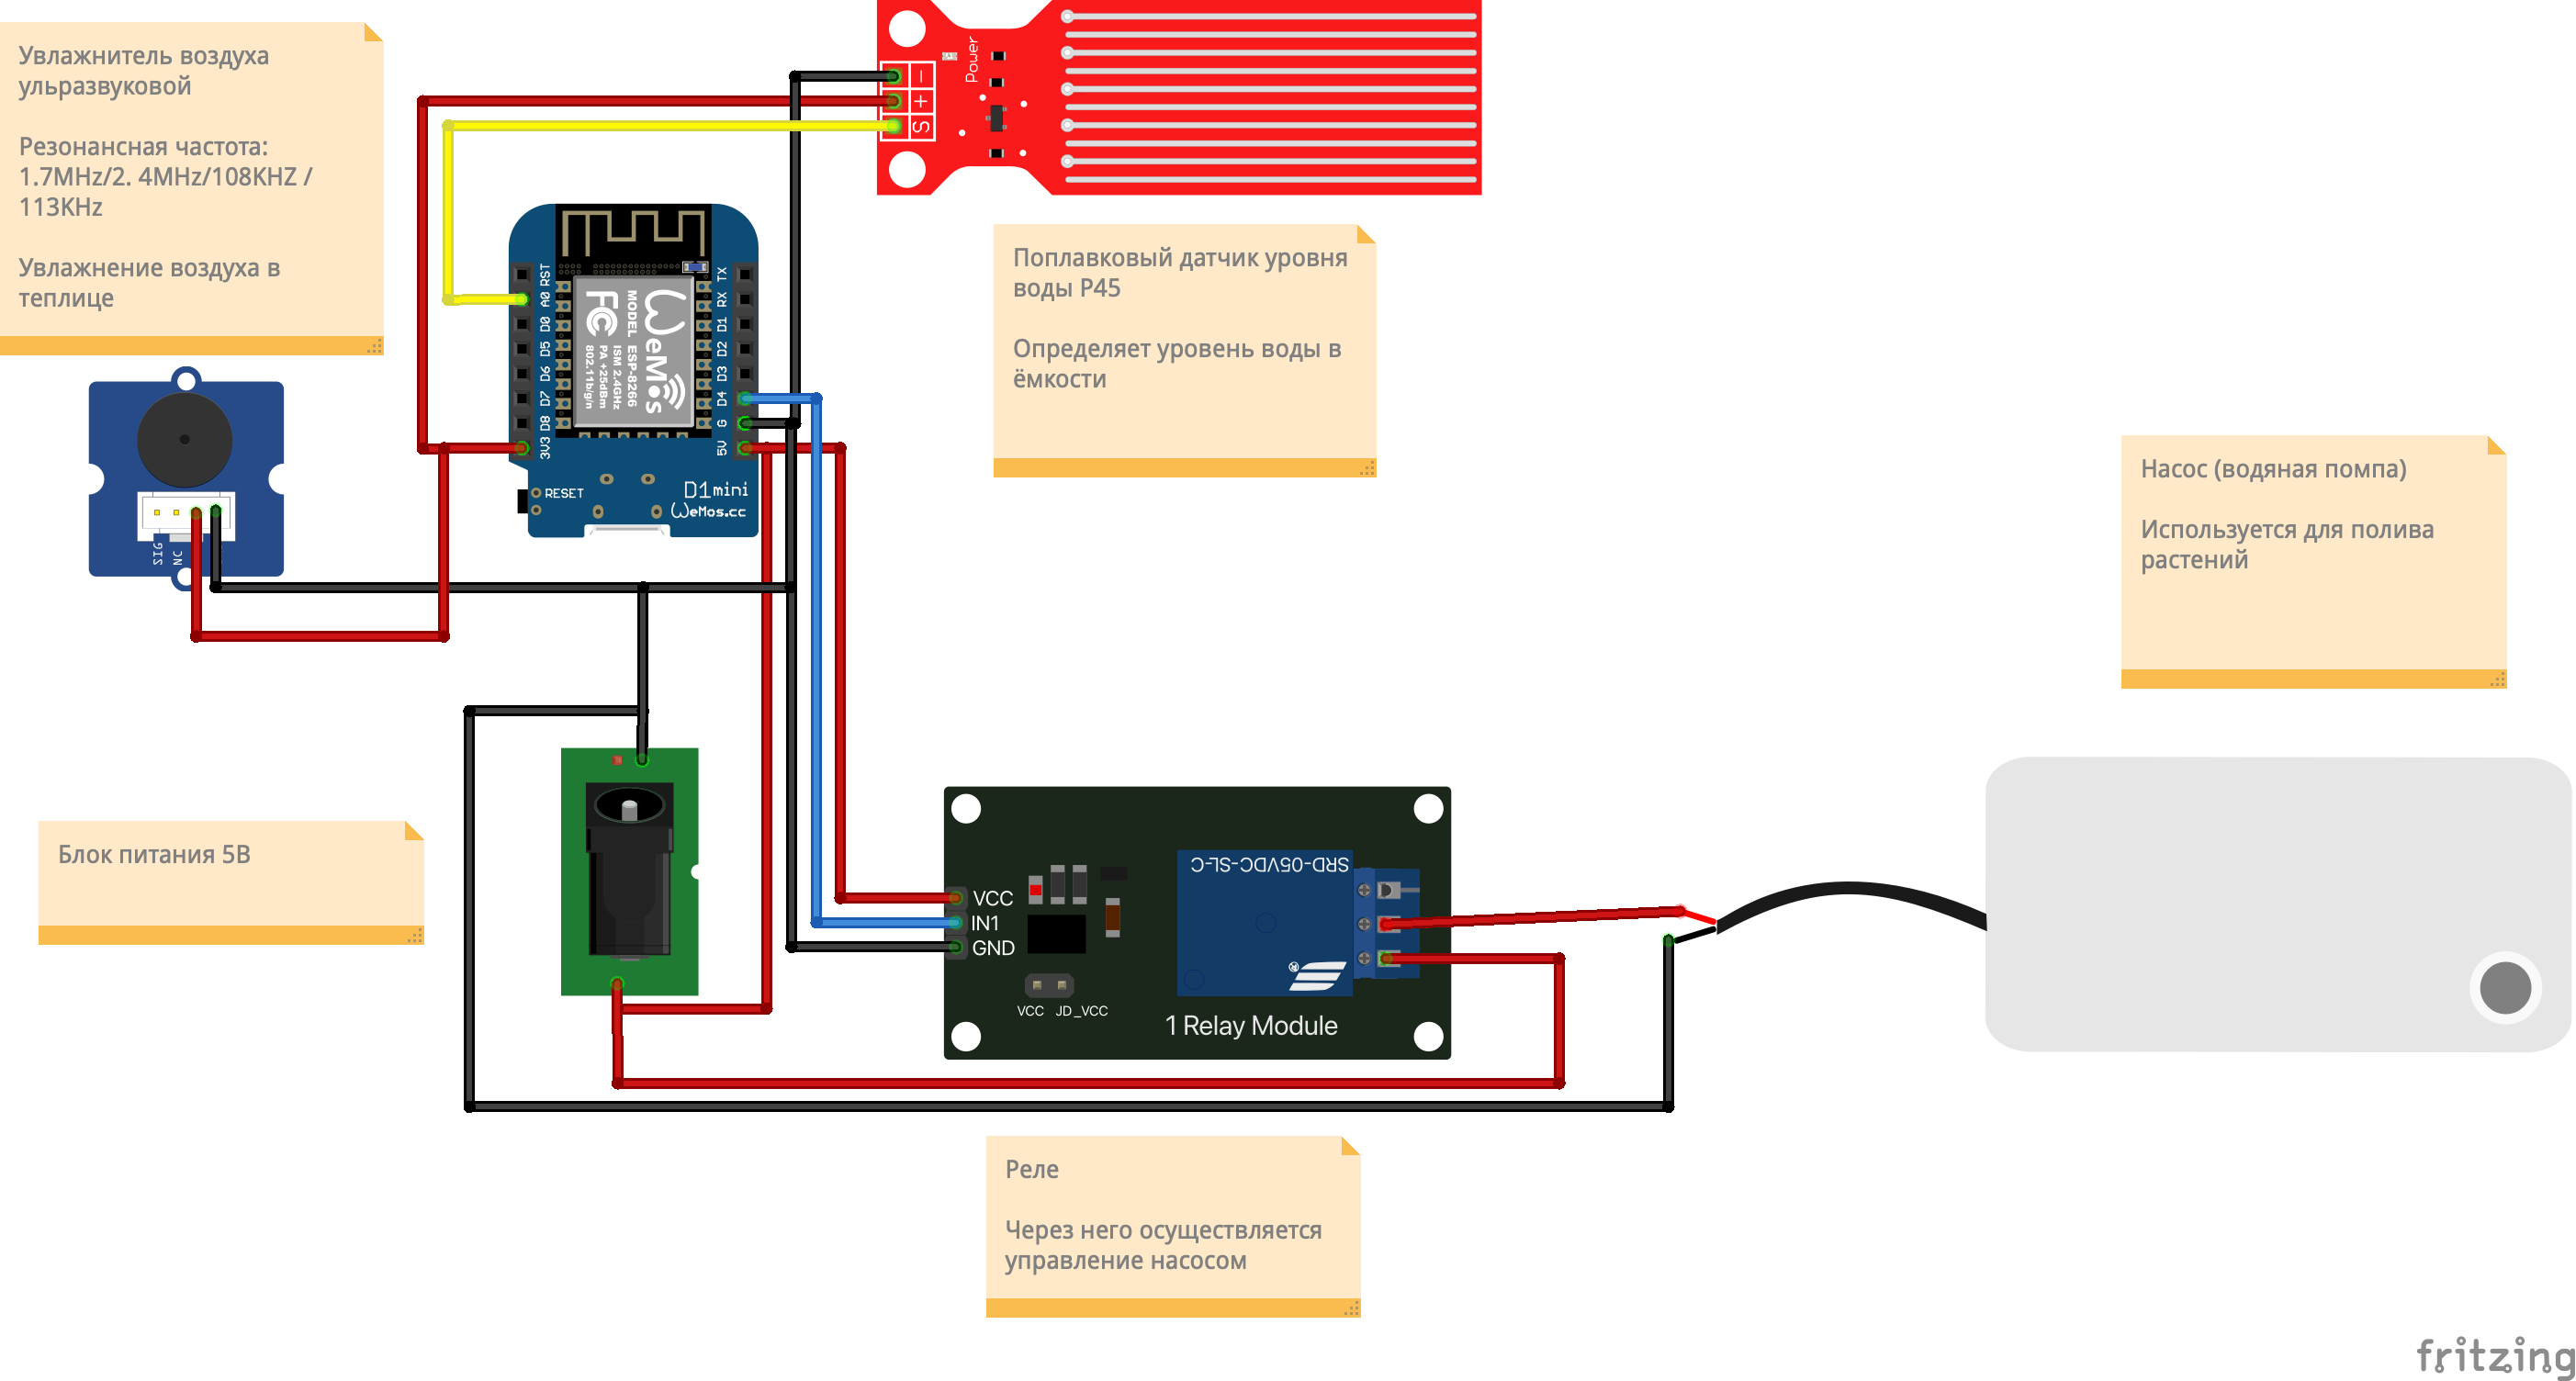 Увлажнитель воздуха
ульразвуковой
Резонансная частота:
1.7MHz/2. 4MHz/108KHZ /
113KHz
Увлажнение воздуха в
теплице
Power
−
+
S
Поплавковый датчик уровня
воды P45
Определяет уровень воды в
ёмкости
RST
A0
D0
D5
D6
D7
D8
3V3
TX
RX
D1
D2
D3
D4
G
5V
WeMos
MODEL ESP-8266
ISM 2.4GHz
PA +25dBm
802.11b/g/n
FC
RESET
D1mini
WeMos.cc
SIG
NC
Насос (водяная помпа)
Используется для полива
растений
Блок питания 5В
VCC
IN1
GND
VCC JD_VCC
SRD-05VDC-SL-C
1 Relay Module
Реле
Через него осуществляется
управление насосом
fritzing